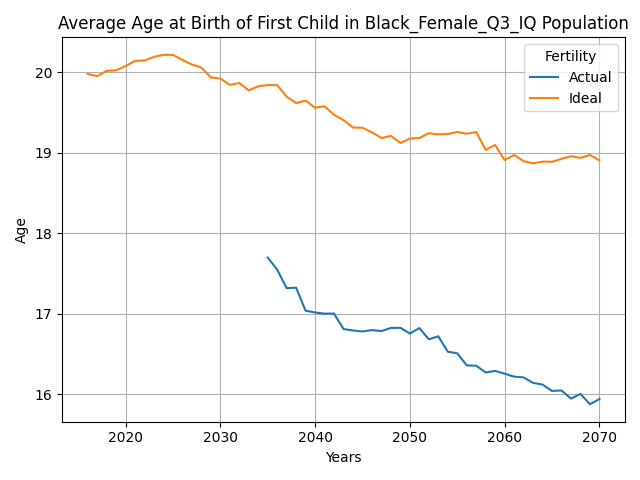 Average Age at Birth of First Child in Black_Female_Q3_IQ Population
Fertility
Actual
Ideal
20
19
18
17
16
Age
2020
2030
2040
2050
2060
2070
Years